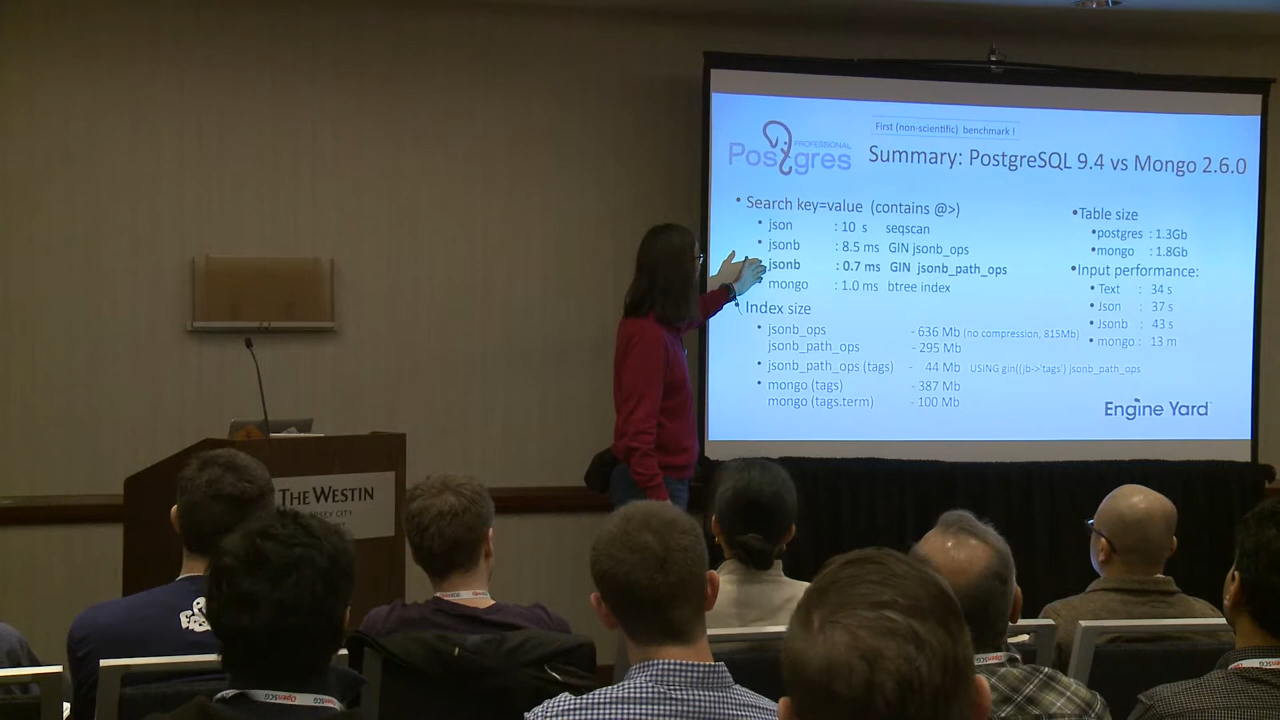 First (non-scientific) benchmark !
PROFESSIONAL
Postgres
Summary: PostgreSQL 9.4 vs Mongo 2.6.0
• Search key=value (contains @>)
• json : 10 s seqscan
• jsonb : 8.5 ms GIN jsonb_ops
jsonb : 0.7 ms GIN jsonb_path_ops
mongo : 1.0 ms btree index
Index size
• jsonb_ops - 636 Mb (no compression, 815Mb)
jsonb_path_ops - 295 Mb
• jsonb_path_ops (tags) - 44 Mb USING gin((jb->'tags') jsonb_path_ops
• mongo (tags) - 387 Mb
mongo (tags.term) - 100 Mb
•Table size
•postgres : 1.3Gb
•mongo : 1.8Gb
•Input performance:
• Text : 34 s
• Json : 37 s
• Jsonb : 43 s
• mongo : 13 m
Engine Yard
THE WESTIN
OpenSCG
OpenSCG
OpenSCG